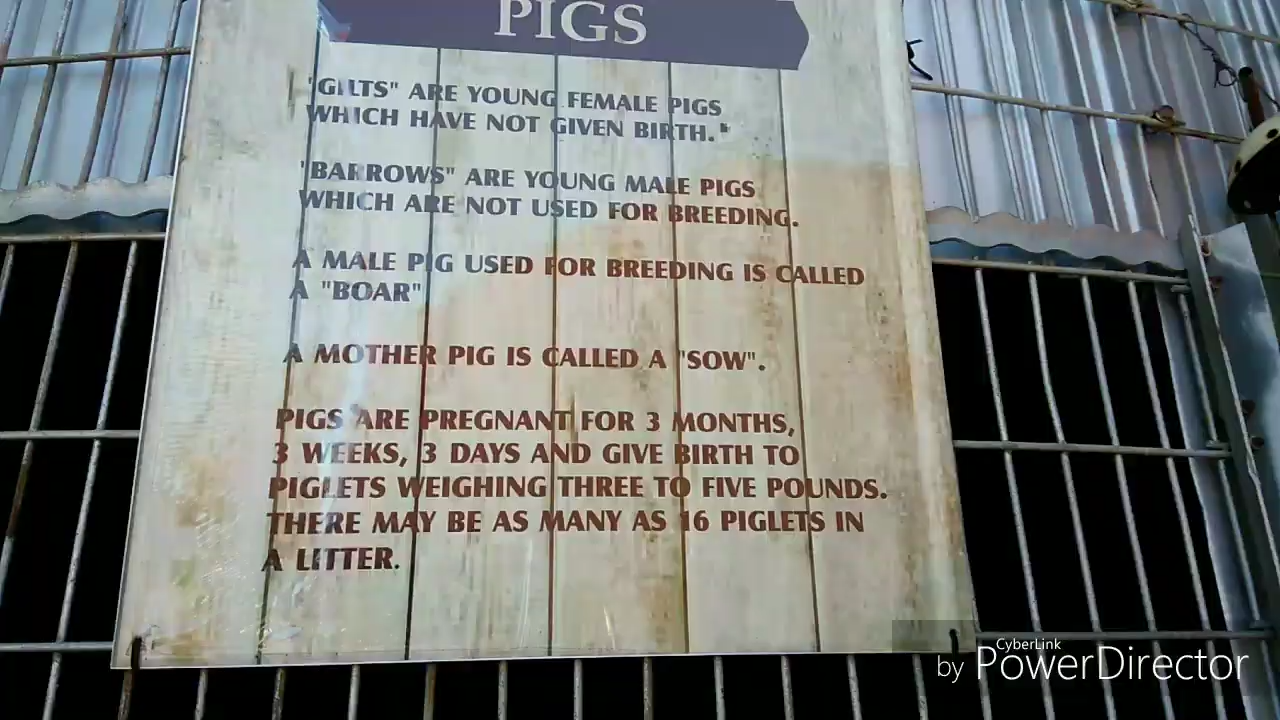 PIGS
"GILTS" ARE YOUNG FEMALE PIGS
WHICH HAVE NOT GIVEN BIRTH."
"BARROWS" ARE YOUNG MALE PIGS
WHICH ARE NOT USED FOR BREEDING.
A MALE PIG USED FOR BREEDING IS CALLED
A "BOAR"
A MOTHER PIG IS CALLED A "SOW".
PIGS ARE PREGNANT FOR 3 MONTHS,
3 WEEKS, 3 DAYS AND GIVE BIRTH TO
PIGLETS WEIGHING THREE TO FIVE POUNDS.
THERE MAY BE AS MANY AS 16 PIGLETS IN
A LITTER.
CyberLink
by PowerDirector